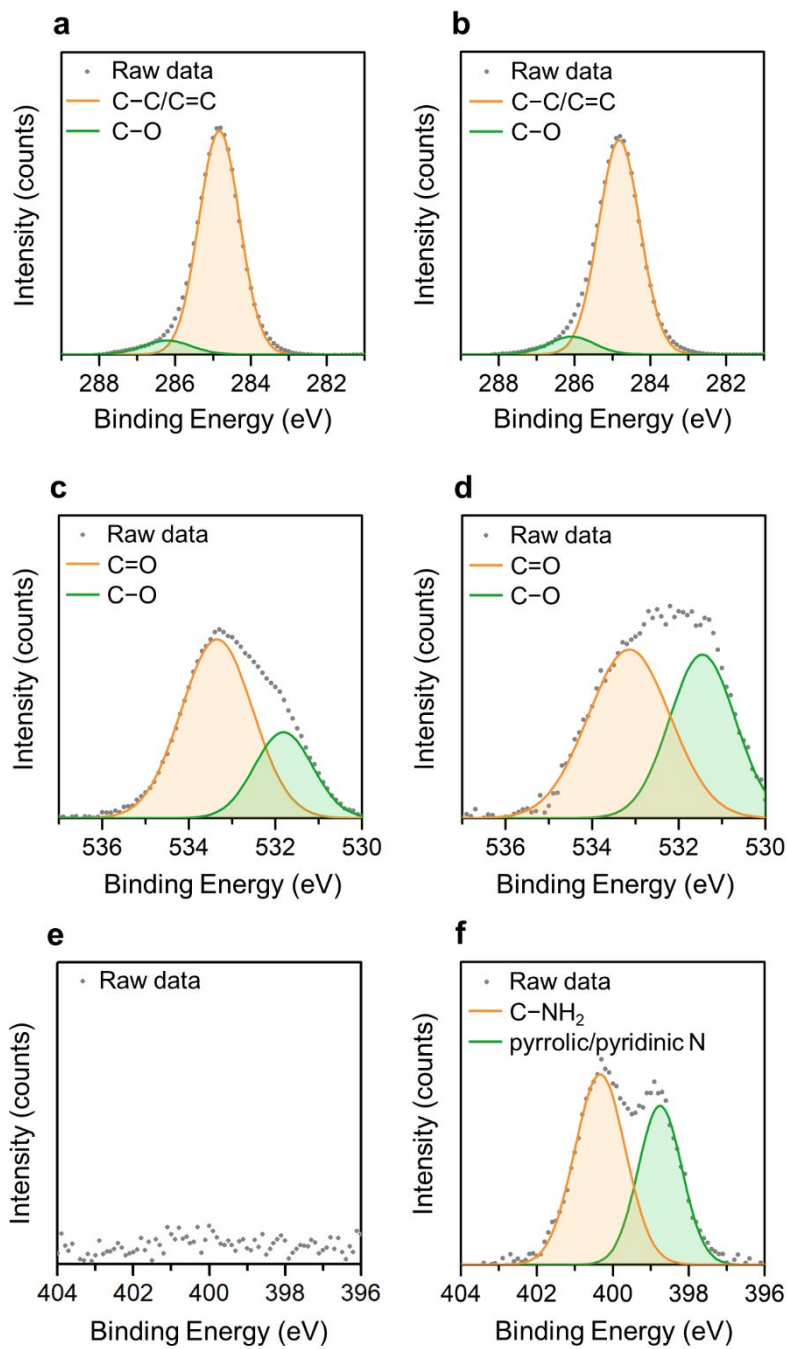 a
Raw data
C−C/C=C
C−O
Intensity (counts)
288 286 284 282
Binding Energy (eV)
b
Raw data
C−C/C=C
C−O
Intensity (counts)
288 286 284 282
Binding Energy (eV)
c
Raw data
C=O
C−O
Intensity (counts)
536 534 532 530
Binding Energy (eV)
d
Raw data
C=O
C−O
Intensity (counts)
536 534 532 530
Binding Energy (eV)
e
Raw data
Intensity (counts)
404 402 400 398 396
Binding Energy (eV)
f
Raw data
C−NH₂
pyrrolic/pyridinic N
Intensity (counts)
404 402 400 398 396
Binding Energy (eV)